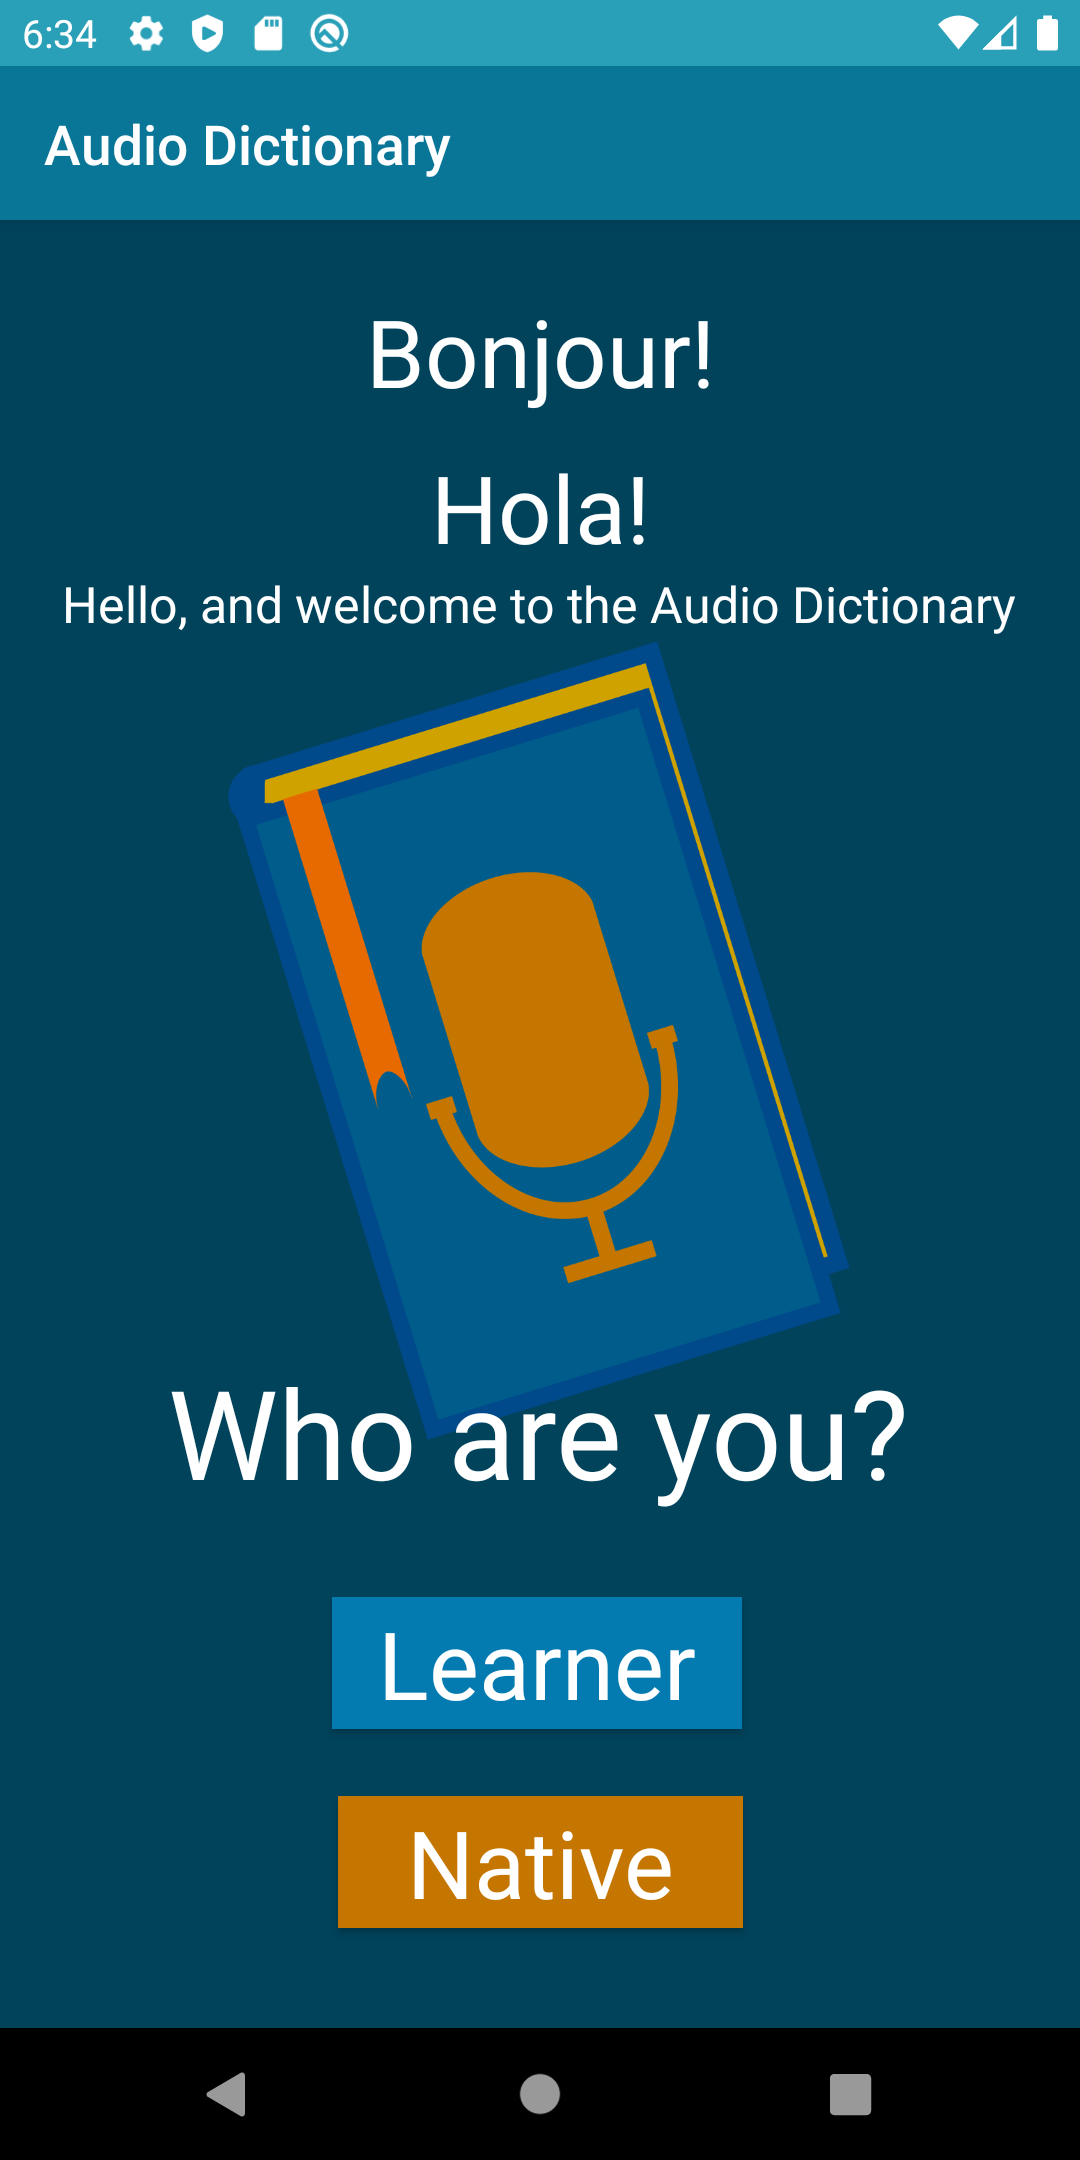 6:34
Audio Dictionary
Bonjour!
Hola!
Hello, and welcome to the Audio Dictionary
Who are you?
Learner
Native